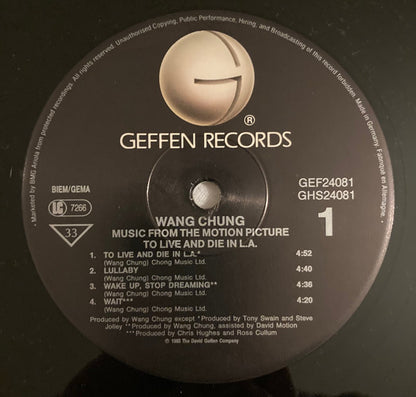 All rights reserved. Unauthorised Copying, Public Performance, Hiring, and Broadcasting of this record forbidden. Made in Germany. Fabriqué en Allemagne.
• Marketed by BMG Ariola from protected recordings.
G
®
GEFFEN RECORDS
BIEM/GEMA
LC 7266
33
GEF24081
GHS24081
1
WANG CHUNG
MUSIC FROM THE MOTION PICTURE
TO LIVE AND DIE IN L.A.
1. TO LIVE AND DIE IN L.A.* 4:52
(Wang Chung) Chong Music Ltd.
2. LULLABY 4:40
(Wang Chung) Chong Music Ltd.
3. WAKE UP, STOP DREAMING** 4:36
(Wang Chung) Chong Music Ltd.
4. WAIT*** 4:20
(Wang Chung) Chong Music Ltd.
Produced by Wang Chung except *Produced by Tony Swain and Steve
Jolley **Produced by Wang Chung, assisted by David Motion
***Produced by Chris Hughes and Ross Cullum
℗ 1985 The David Geffen Company